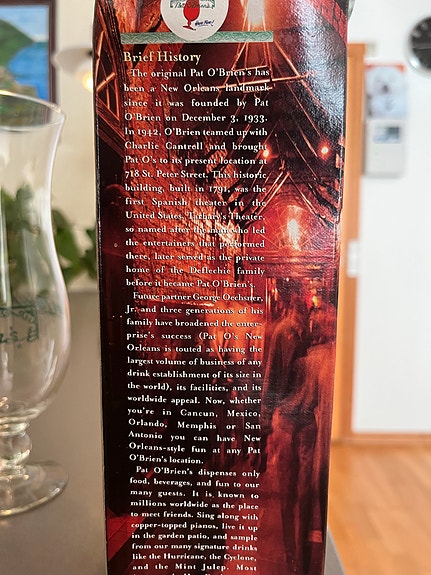 Pat O'Brien's
Have Fun!
Brief History
The original Pat O'Brien's has
been a New Orleans landmark
since it was founded by Pat
O'Brien on December 3, 1933.
In 1942, O'Brien teamed up with
Charlie Cantrell and brought
Pat O's to its present location at
718 St. Peter Street. This historic
building, built in 1791, was the
first Spanish theater in the
United States, Tabary's Theater,
so named after the man who led
the entertainers that performed
there, later served as the private
home of the Deflechie family
before it became Pat O'Brien's.
Future partner George Oechsner,
Jr. and three generations of his
family have broadened the enter-
prise's success (Pat O's New
Orleans is touted as having the
largest volume of business of any
drink establishment of its size in
the world), its facilities, and its
worldwide appeal. Now, whether
you're in Cancun, Mexico,
Orlando, Memphis or San
Antonio you can have New
Orleans-style fun at any Pat
O'Brien's location.
Pat O'Brien's dispenses only
food, beverages, and fun to our
many guests. It is known to
millions worldwide as the place
to meet friends. Sing along with
copper-topped pianos, live it up
in the garden patio, and sample
from our many signature drinks
like the Hurricane, the Cyclone,
and the Mint Julep. Most